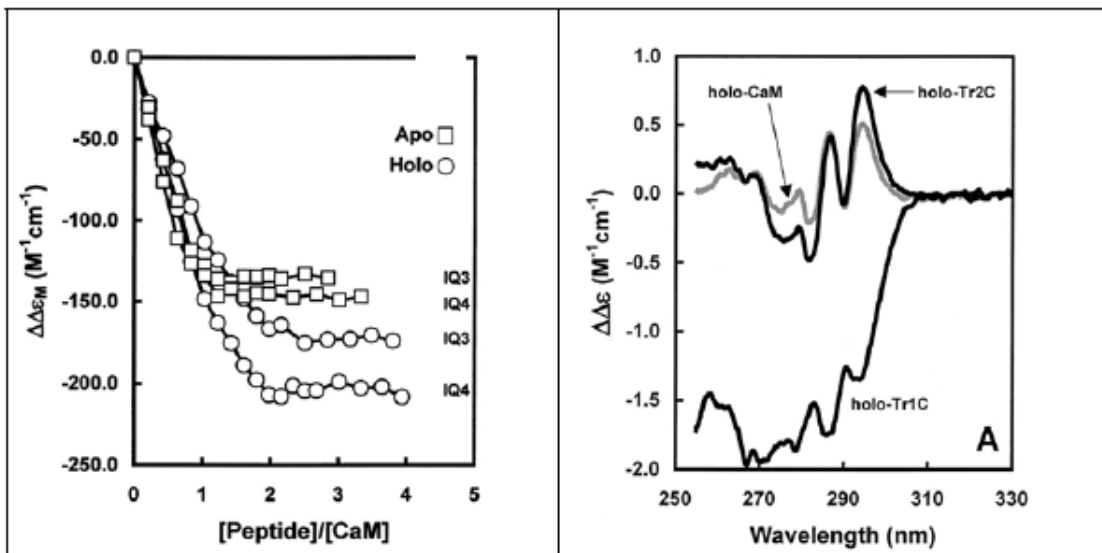 0.0
-50.0
-100.0
-150.0
-200.0
-250.0
ΔΔε_M (M⁻¹cm⁻¹)
Apo
Holo
IQ3
IQ4
IQ3
IQ4
0 1 2 3 4 5
[Peptide]/[CaM]
1.0
0.5
0.0
-0.5
-1.0
-1.5
-2.0
ΔΔε (M⁻¹cm⁻¹)
holo-CaM
holo-Tr2C
holo-Tr1C
A
250 270 290 310 330
Wavelength (nm)